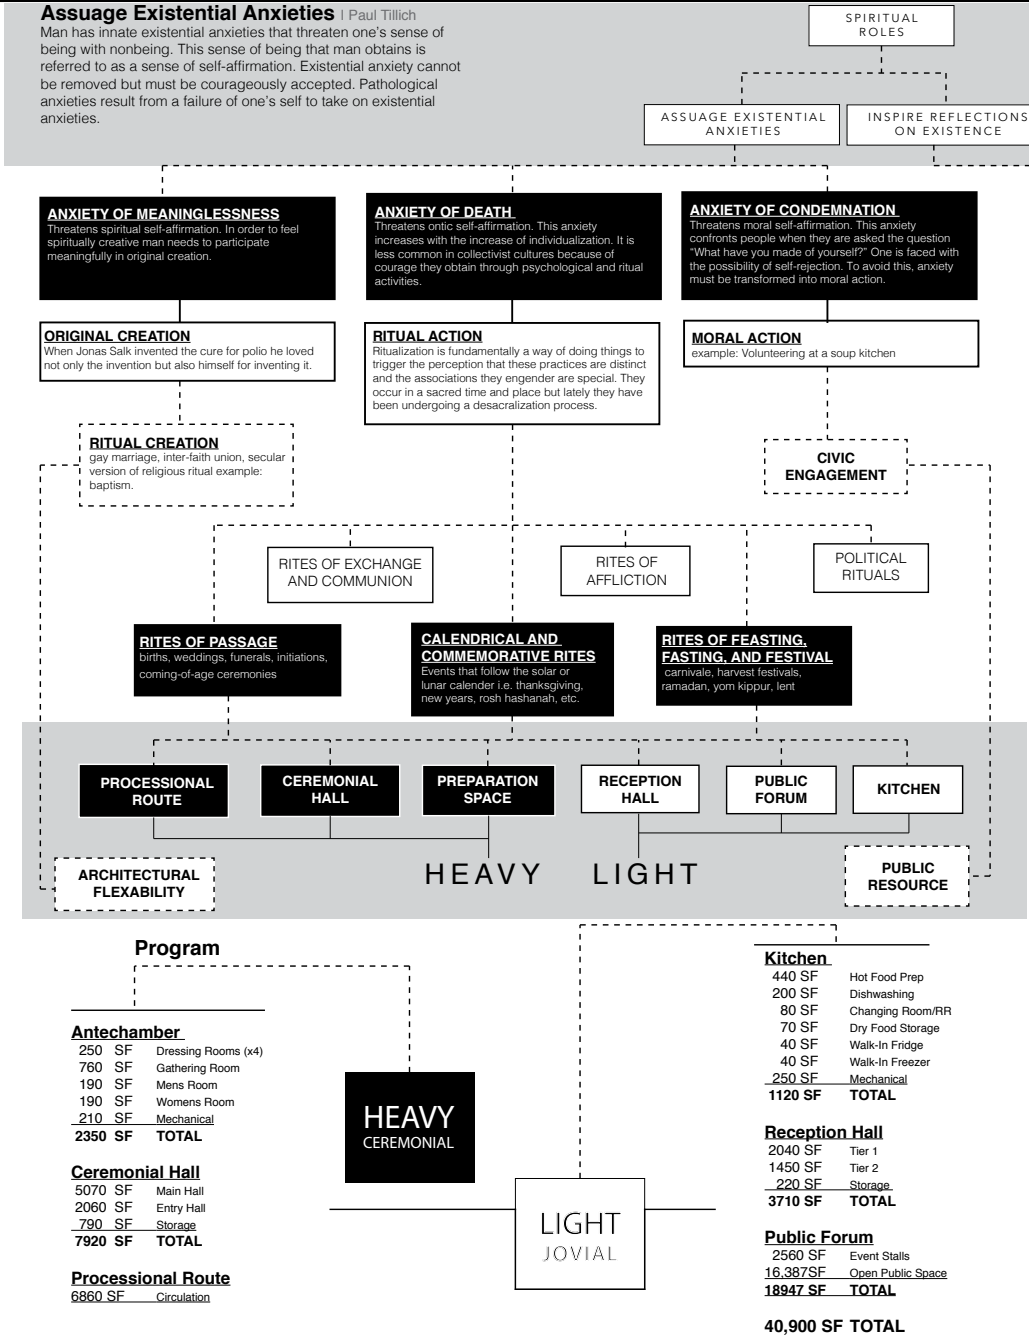 Assuage Existential Anxieties | Paul Tillich
Man has innate existential anxieties that threaten one's sense of
being with nonbeing. This sense of being that man obtains is
referred to as a sense of self-affirmation. Existential anxiety cannot
be removed but must be courageously accepted. Pathological
anxieties result from a failure of one's self to take on existential
anxieties.
SPIRITUAL
ROLES
ASSUAGE EXISTENTIAL
ANXIETIES
INSPIRE REFLECTIONS
ON EXISTENCE
ANXIETY OF MEANINGLESSNESS
Threatens spiritual self-affirmation. In order to feel
spiritually creative man needs to participate
meaningfully in original creation.
ANXIETY OF DEATH
Threatens ontic self-affirmation. This anxiety
increases with the increase of individualization. It is
less common in collectivist cultures because of
courage they obtain through psychological and ritual
activities.
ANXIETY OF CONDEMNATION
Threatens moral self-affirmation. This anxiety
confronts people when they are asked the question
"What have you made of yourself?" One is faced with
the possibility of self-rejection. To avoid this, anxiety
must be transformed into moral action.
ORIGINAL CREATION
When Jonas Salk invented the cure for polio he loved
not only the invention but also himself for inventing it.
RITUAL ACTION
Ritualization is fundamentally a way of doing things to
trigger the perception that these practices are distinct
and the associations they engender are special. They
occur in a sacred time and place but lately they have
been undergoing a desacralization process.
MORAL ACTION
example: Volunteering at a soup kitchen
RITUAL CREATION
gay marriage, inter-faith union, secular
version of religious ritual example:
baptism.
CIVIC
ENGAGEMENT
RITES OF EXCHANGE
AND COMMUNION
RITES OF
AFFLICTION
POLITICAL
RITUALS
RITES OF PASSAGE
births, weddings, funerals, initiations,
coming-of-age ceremonies
CALENDRICAL AND
COMMEMORATIVE RITES
Events that follow the solar or
lunar calender i.e. thanksgiving,
new years, rosh hashanah, etc.
RITES OF FEASTING,
FASTING, AND FESTIVAL
carnivale, harvest festivals,
ramadan, yom kippur, lent
PROCESSIONAL
ROUTE
CEREMONIAL
HALL
PREPARATION
SPACE
RECEPTION
HALL
PUBLIC
FORUM
KITCHEN
ARCHITECTURAL
FLEXABILITY
HEAVY
LIGHT
PUBLIC
RESOURCE
Program
Antechamber
250 SF Dressing Rooms (x4)
760 SF Gathering Room
190 SF Mens Room
190 SF Womens Room
210 SF Mechanical
2350 SF TOTAL
Ceremonial Hall
5070 SF Main Hall
2060 SF Entry Hall
790 SF Storage
7920 SF TOTAL
Processional Route
6860 SF Circulation
HEAVY
CEREMONIAL
LIGHT
JOVIAL
Kitchen
440 SF Hot Food Prep
200 SF Dishwashing
80 SF Changing Room/RR
70 SF Dry Food Storage
40 SF Walk-In Fridge
40 SF Walk-In Freezer
250 SF Mechanical
1120 SF TOTAL
Reception Hall
2040 SF Tier 1
1450 SF Tier 2
220 SF Storage
3710 SF TOTAL
Public Forum
2560 SF Event Stalls
16,387SF Open Public Space
18947 SF TOTAL
40,900 SF TOTAL